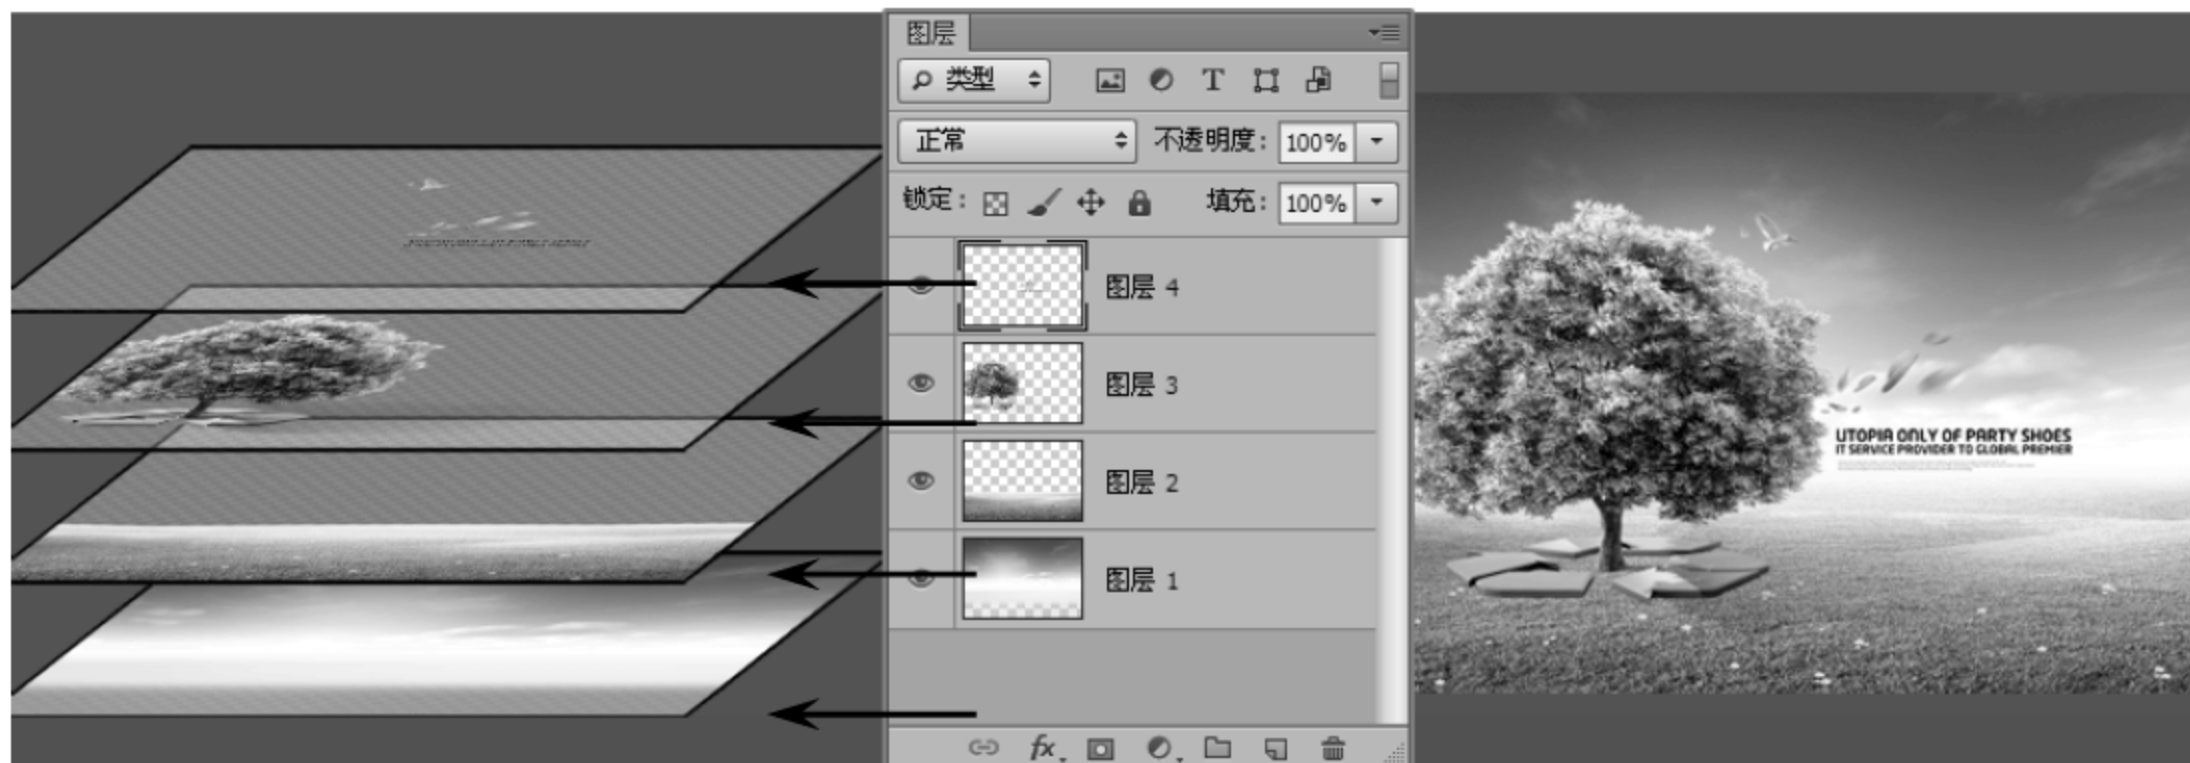 图层
类型
正常 不透明度: 100%
锁定: 填充: 100%
图层 4
图层 3
图层 2
图层 1
fx
UTOPIA ONLY OF PARTY SHOES
IT SERVICE PROVIDER TO GLOBAL PREMIER